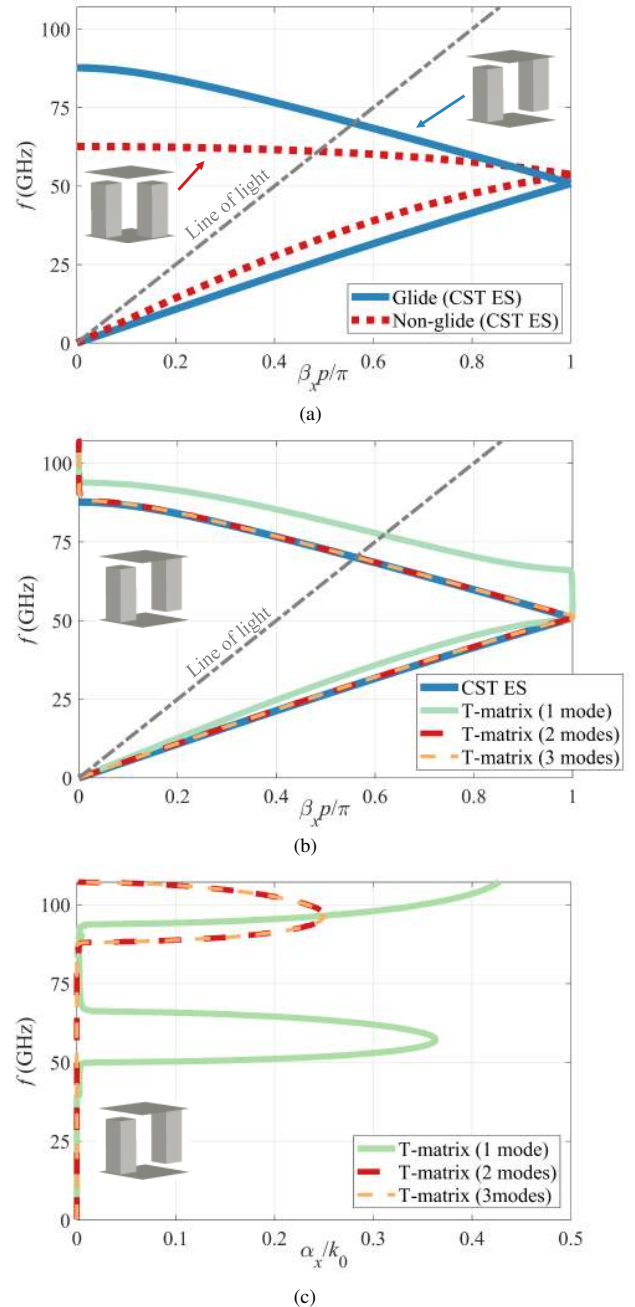 100
75
50
25
0
f (GHz)
Line of light
Glide (CST ES)
Non-glide (CST ES)
0 0.2 0.4 0.6 0.8 1
βₓp/π
(a)
100
75
50
25
0
f (GHz)
Line of light
CST ES
T-matrix (1 mode)
T-matrix (2 modes)
T-matrix (3 modes)
0 0.2 0.4 0.6 0.8 1
βₓp/π
(b)
100
75
50
25
0
f (GHz)
T-matrix (1 mode)
T-matrix (2 modes)
T-matrix (3modes)
0 0.1 0.2 0.3 0.4 0.5
αₓ/k₀
(c)